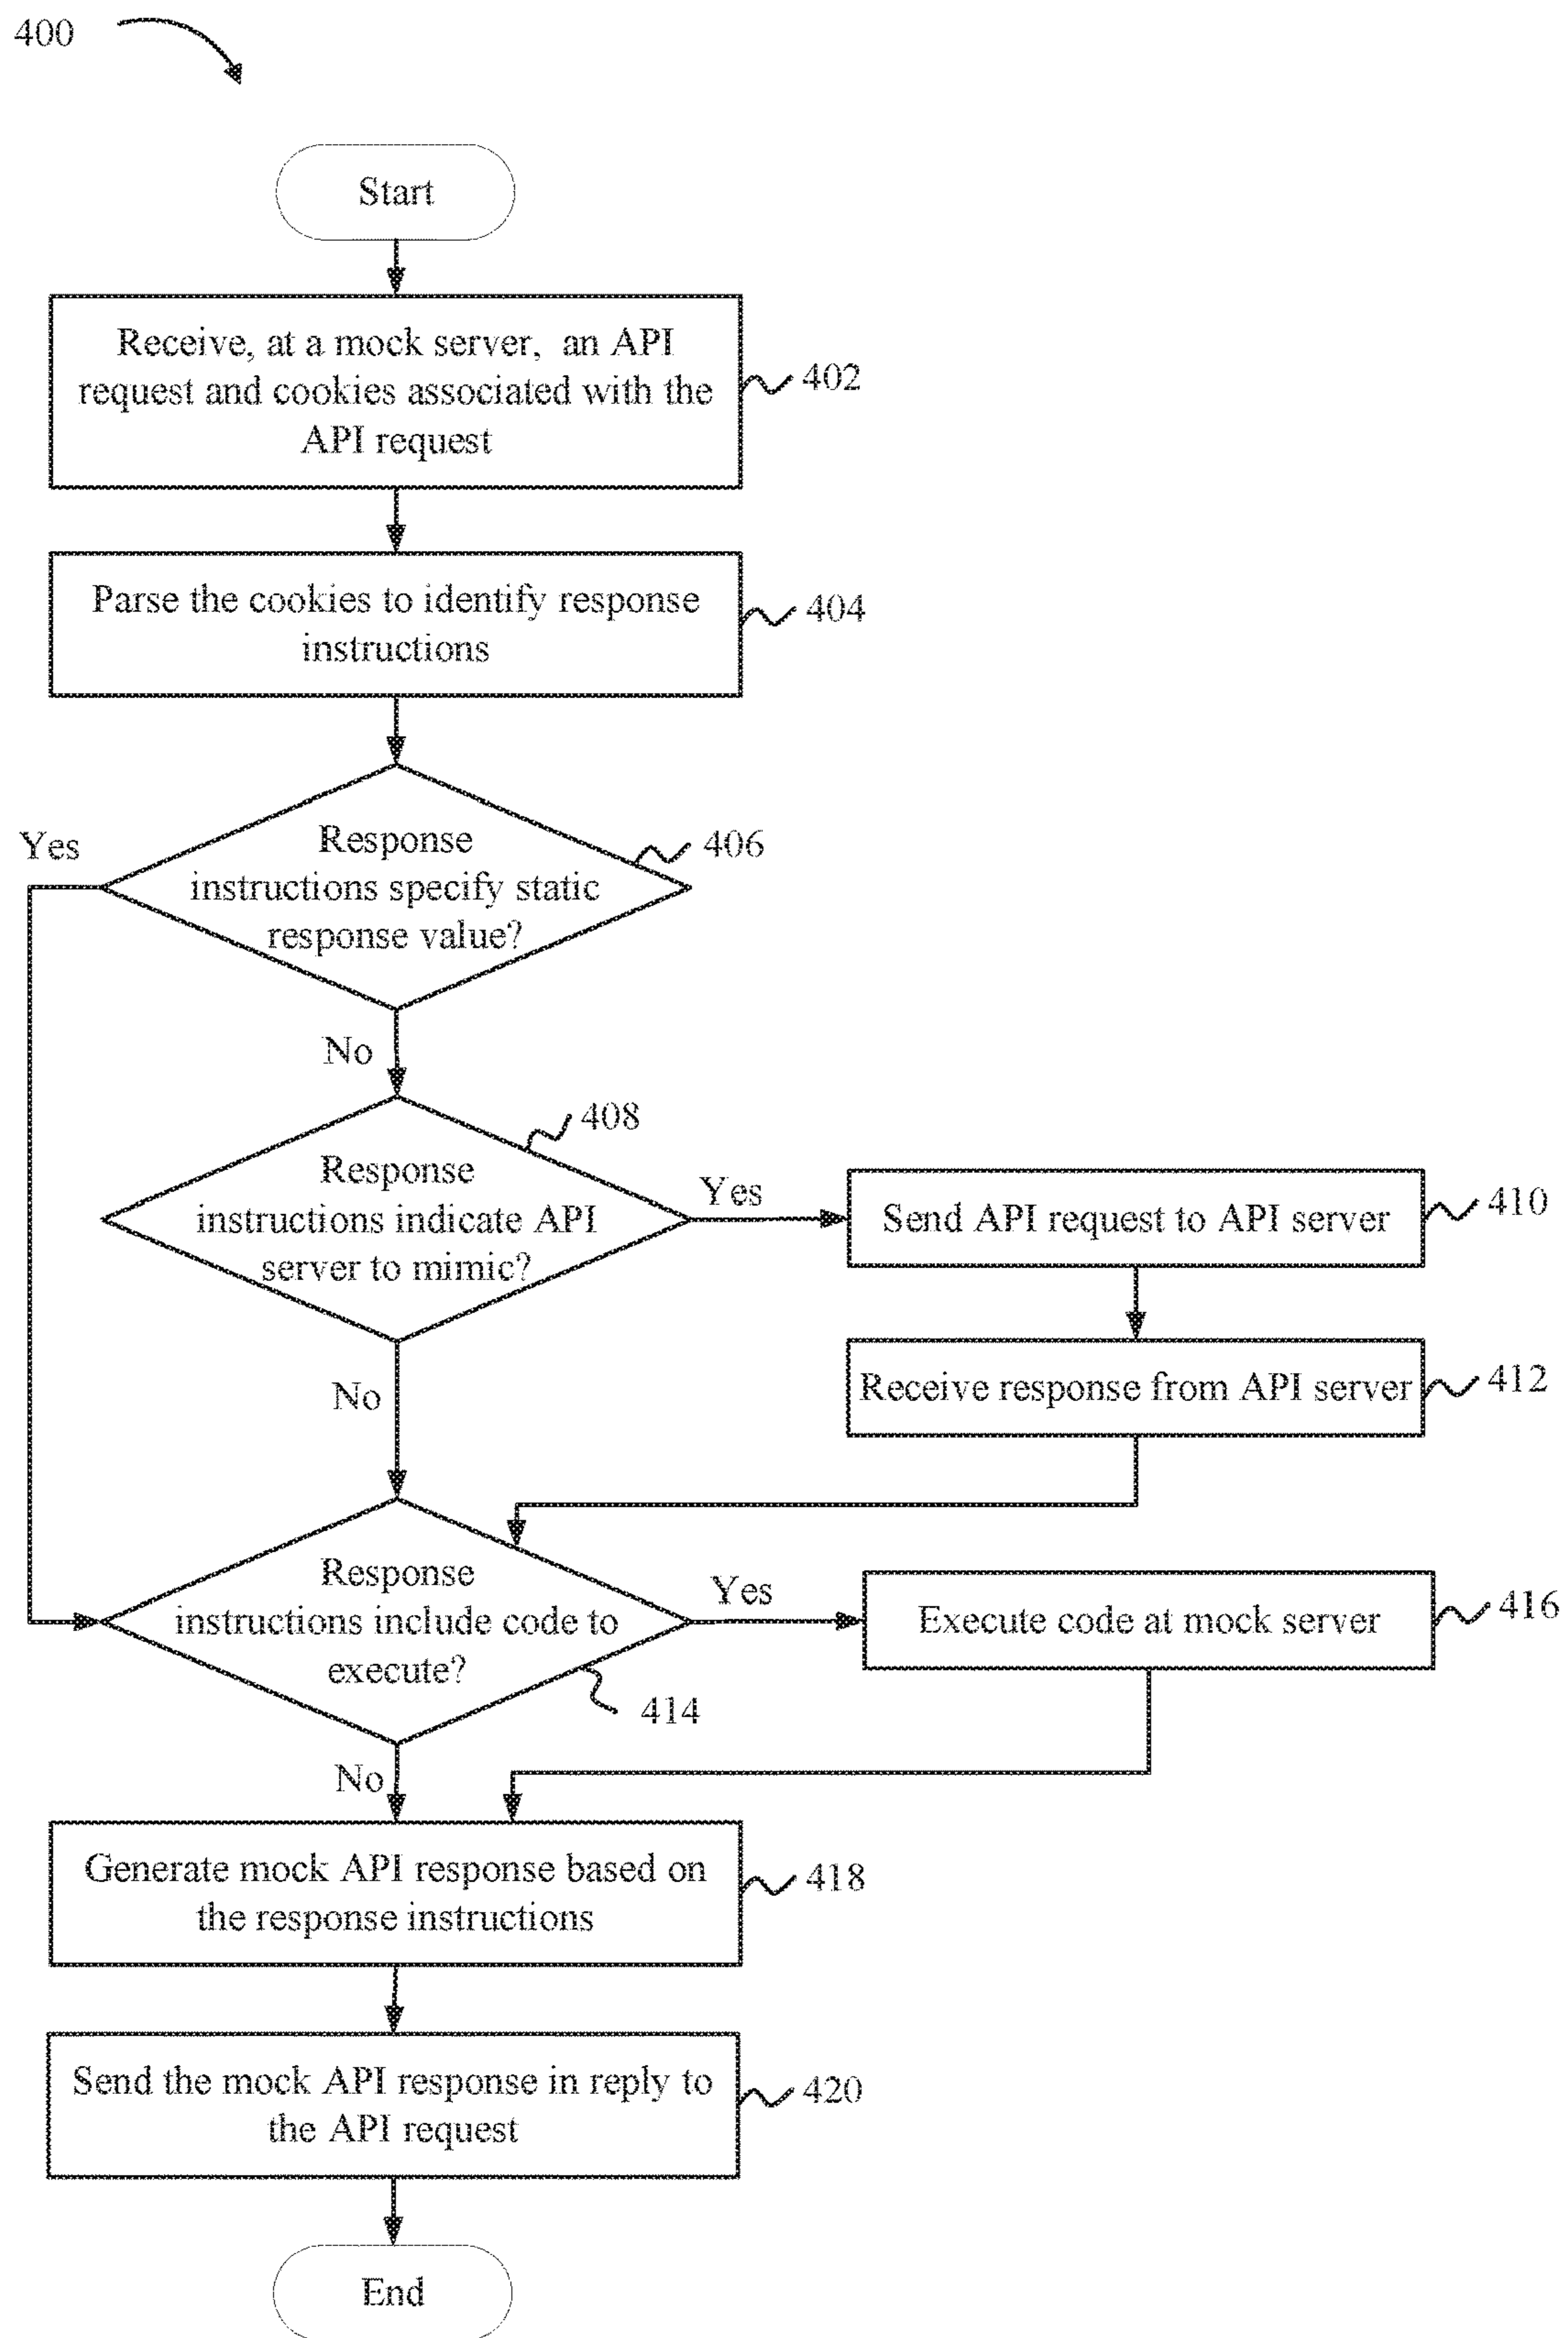 400
Start
Receive, at a mock server, an API
request and cookies associated with the
API request
402
Parse the cookies to identify response
instructions
404
Yes
Response
instructions specify static
response value?
406
No
408
Response
instructions indicate API
server to mimic?
Yes
Send API request to API server
410
No
Receive response from API server
412
Response
instructions include code to
execute?
414
Yes
Execute code at mock server
416
No
Generate mock API response based on
the response instructions
418
Send the mock API response in reply to
the API request
420
End